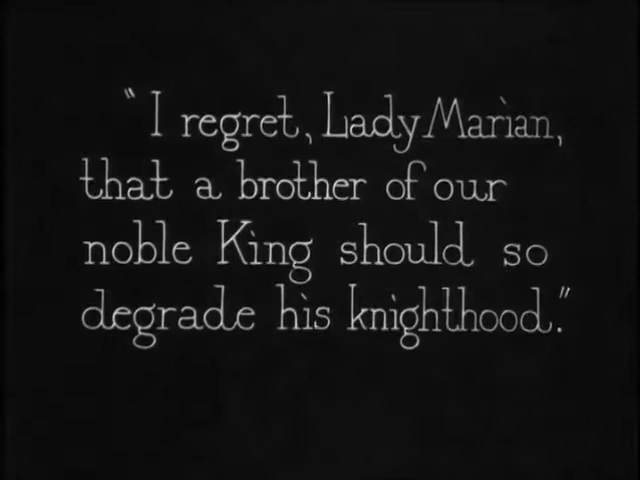 "I regret, Lady Marian,
that a brother of our
noble King should so
degrade his knighthood."